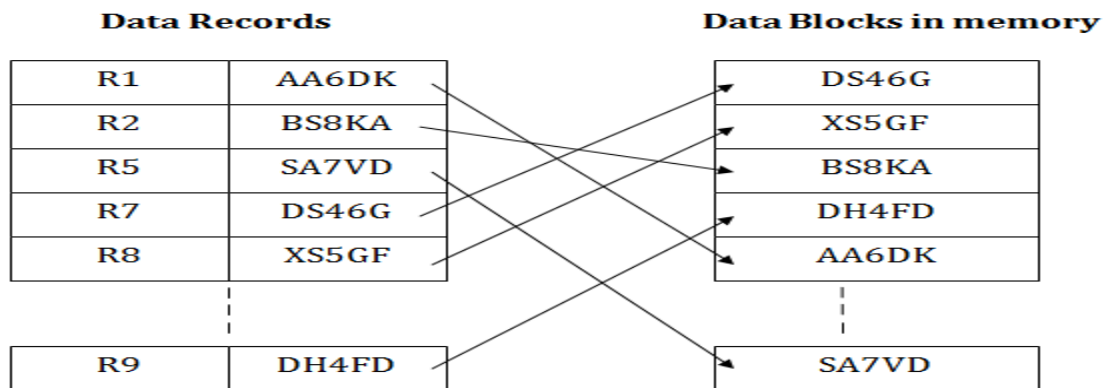 Data Records Data Blocks in memory
R1 AA6DK DS46G
R2 BS8KA XS5GF
R5 SA7VD BS8KA
R7 DS46G DH4FD
R8 XS5GF AA6DK
R9 DH4FD SA7VD